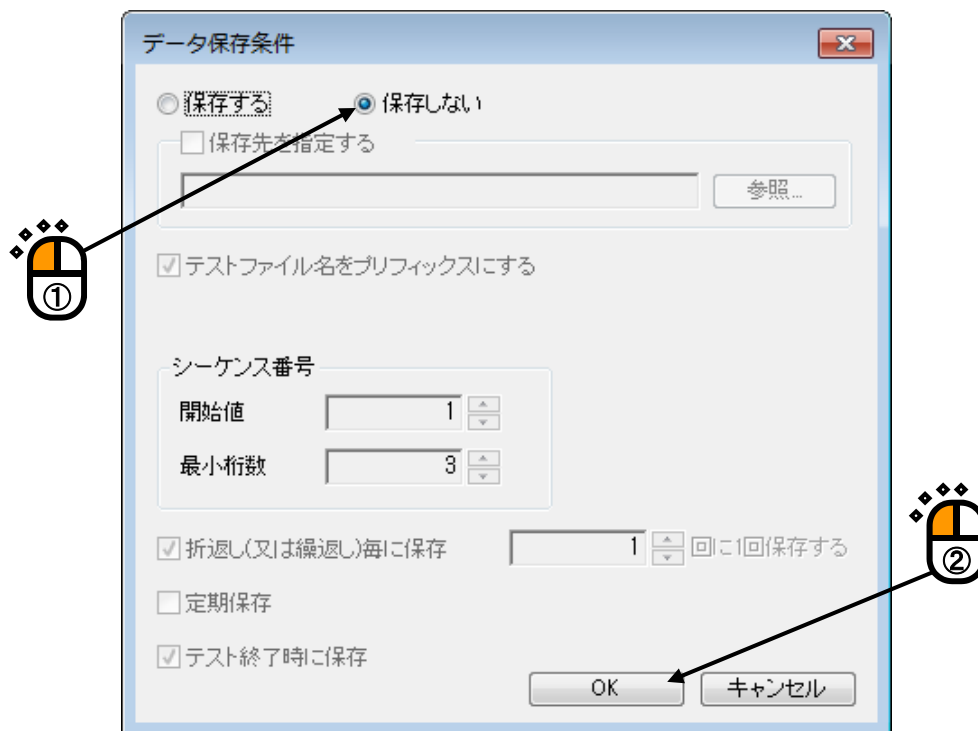 データ保存条件
保存する 保存しない
保存先を指定する
参照...
①
テストファイル名をプリフィックスにする
シーケンス番号
開始値 1
最小桁数 3
折返し(又は繰返し)毎に保存 1 回に1回保存する
②
定期保存
テスト終了時に保存
OK キャンセル